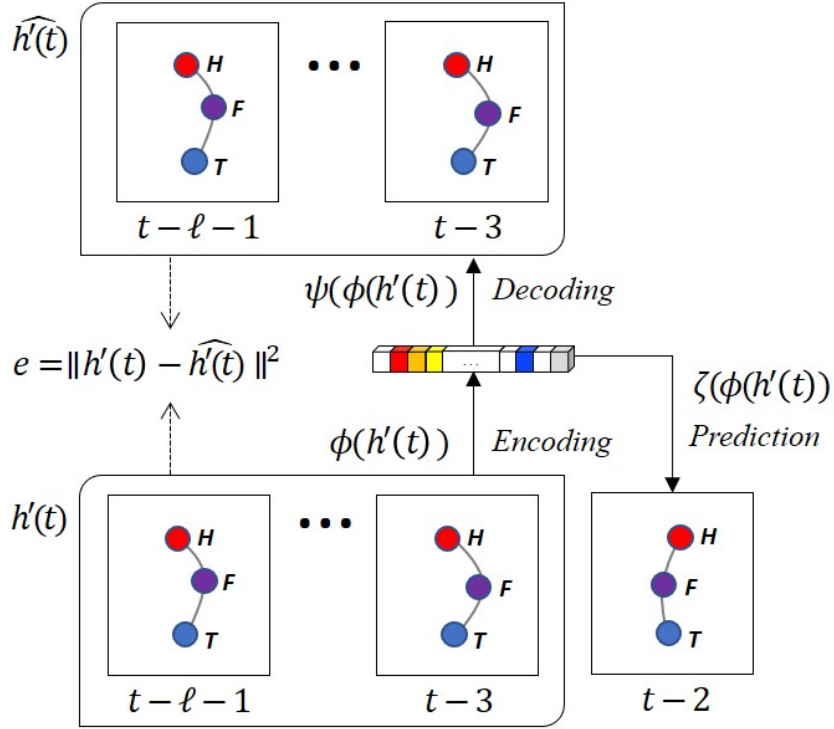 ĥ′(t)
H
F
T
t − ℓ − 1
• • •
H
F
T
t − 3
ψ(ϕ(h′(t)) Decoding
e = ‖h′(t) − ĥ′(t) ‖²
...
ζ(ϕ(h′(t))
Prediction
ϕ(h′(t)) Encoding
h′(t)
H
F
T
t − ℓ − 1
• • •
H
F
T
t − 3
H
F
T
t − 2